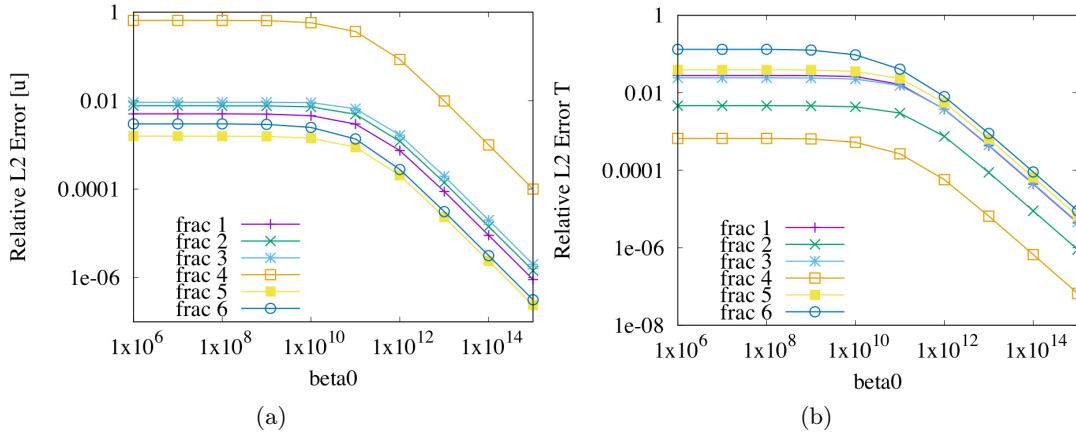 Relative L2 Error [u]
1
0.01
0.0001
1e-06
frac 1
frac 2
frac 3
frac 4
frac 5
frac 6
1x10^6 1x10^8 1x10^10 1x10^12 1x10^14
beta0
(a)
Relative L2 Error T
1
0.01
0.0001
1e-06
1e-08
frac 1
frac 2
frac 3
frac 4
frac 5
frac 6
1x10^6 1x10^8 1x10^10 1x10^12 1x10^14
beta0
(b)